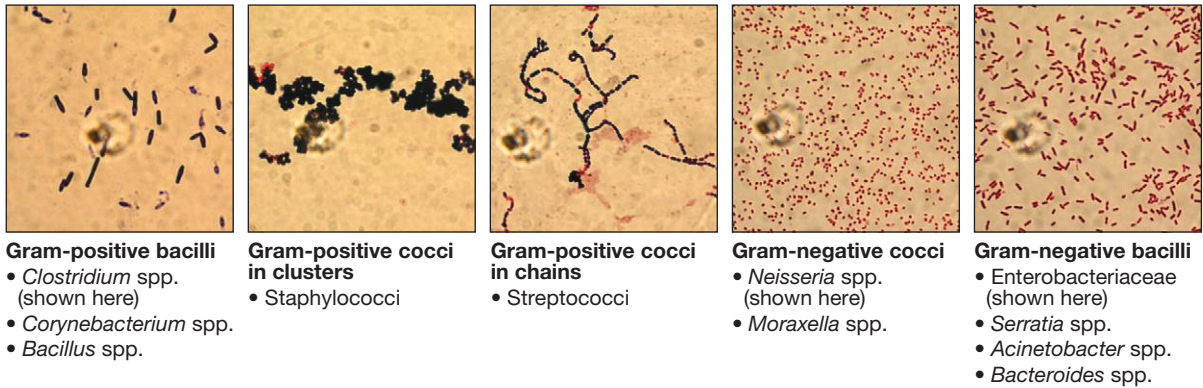 Gram-positive bacilli
• Clostridium spp.
(shown here)
• Corynebacterium spp.
• Bacillus spp.
Gram-positive cocci
in clusters
• Staphylococci
Gram-positive cocci
in chains
• Streptococci
Gram-negative cocci
• Neisseria spp.
(shown here)
• Moraxella spp.
Gram-negative bacilli
• Enterobacteriaceae
(shown here)
• Serratia spp.
• Acinetobacter spp.
• Bacteroides spp.